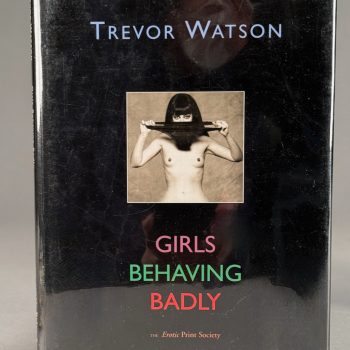 TREVOR WATSON
GIRLS
BEHAVING
BADLY
THE Erotic Print Society